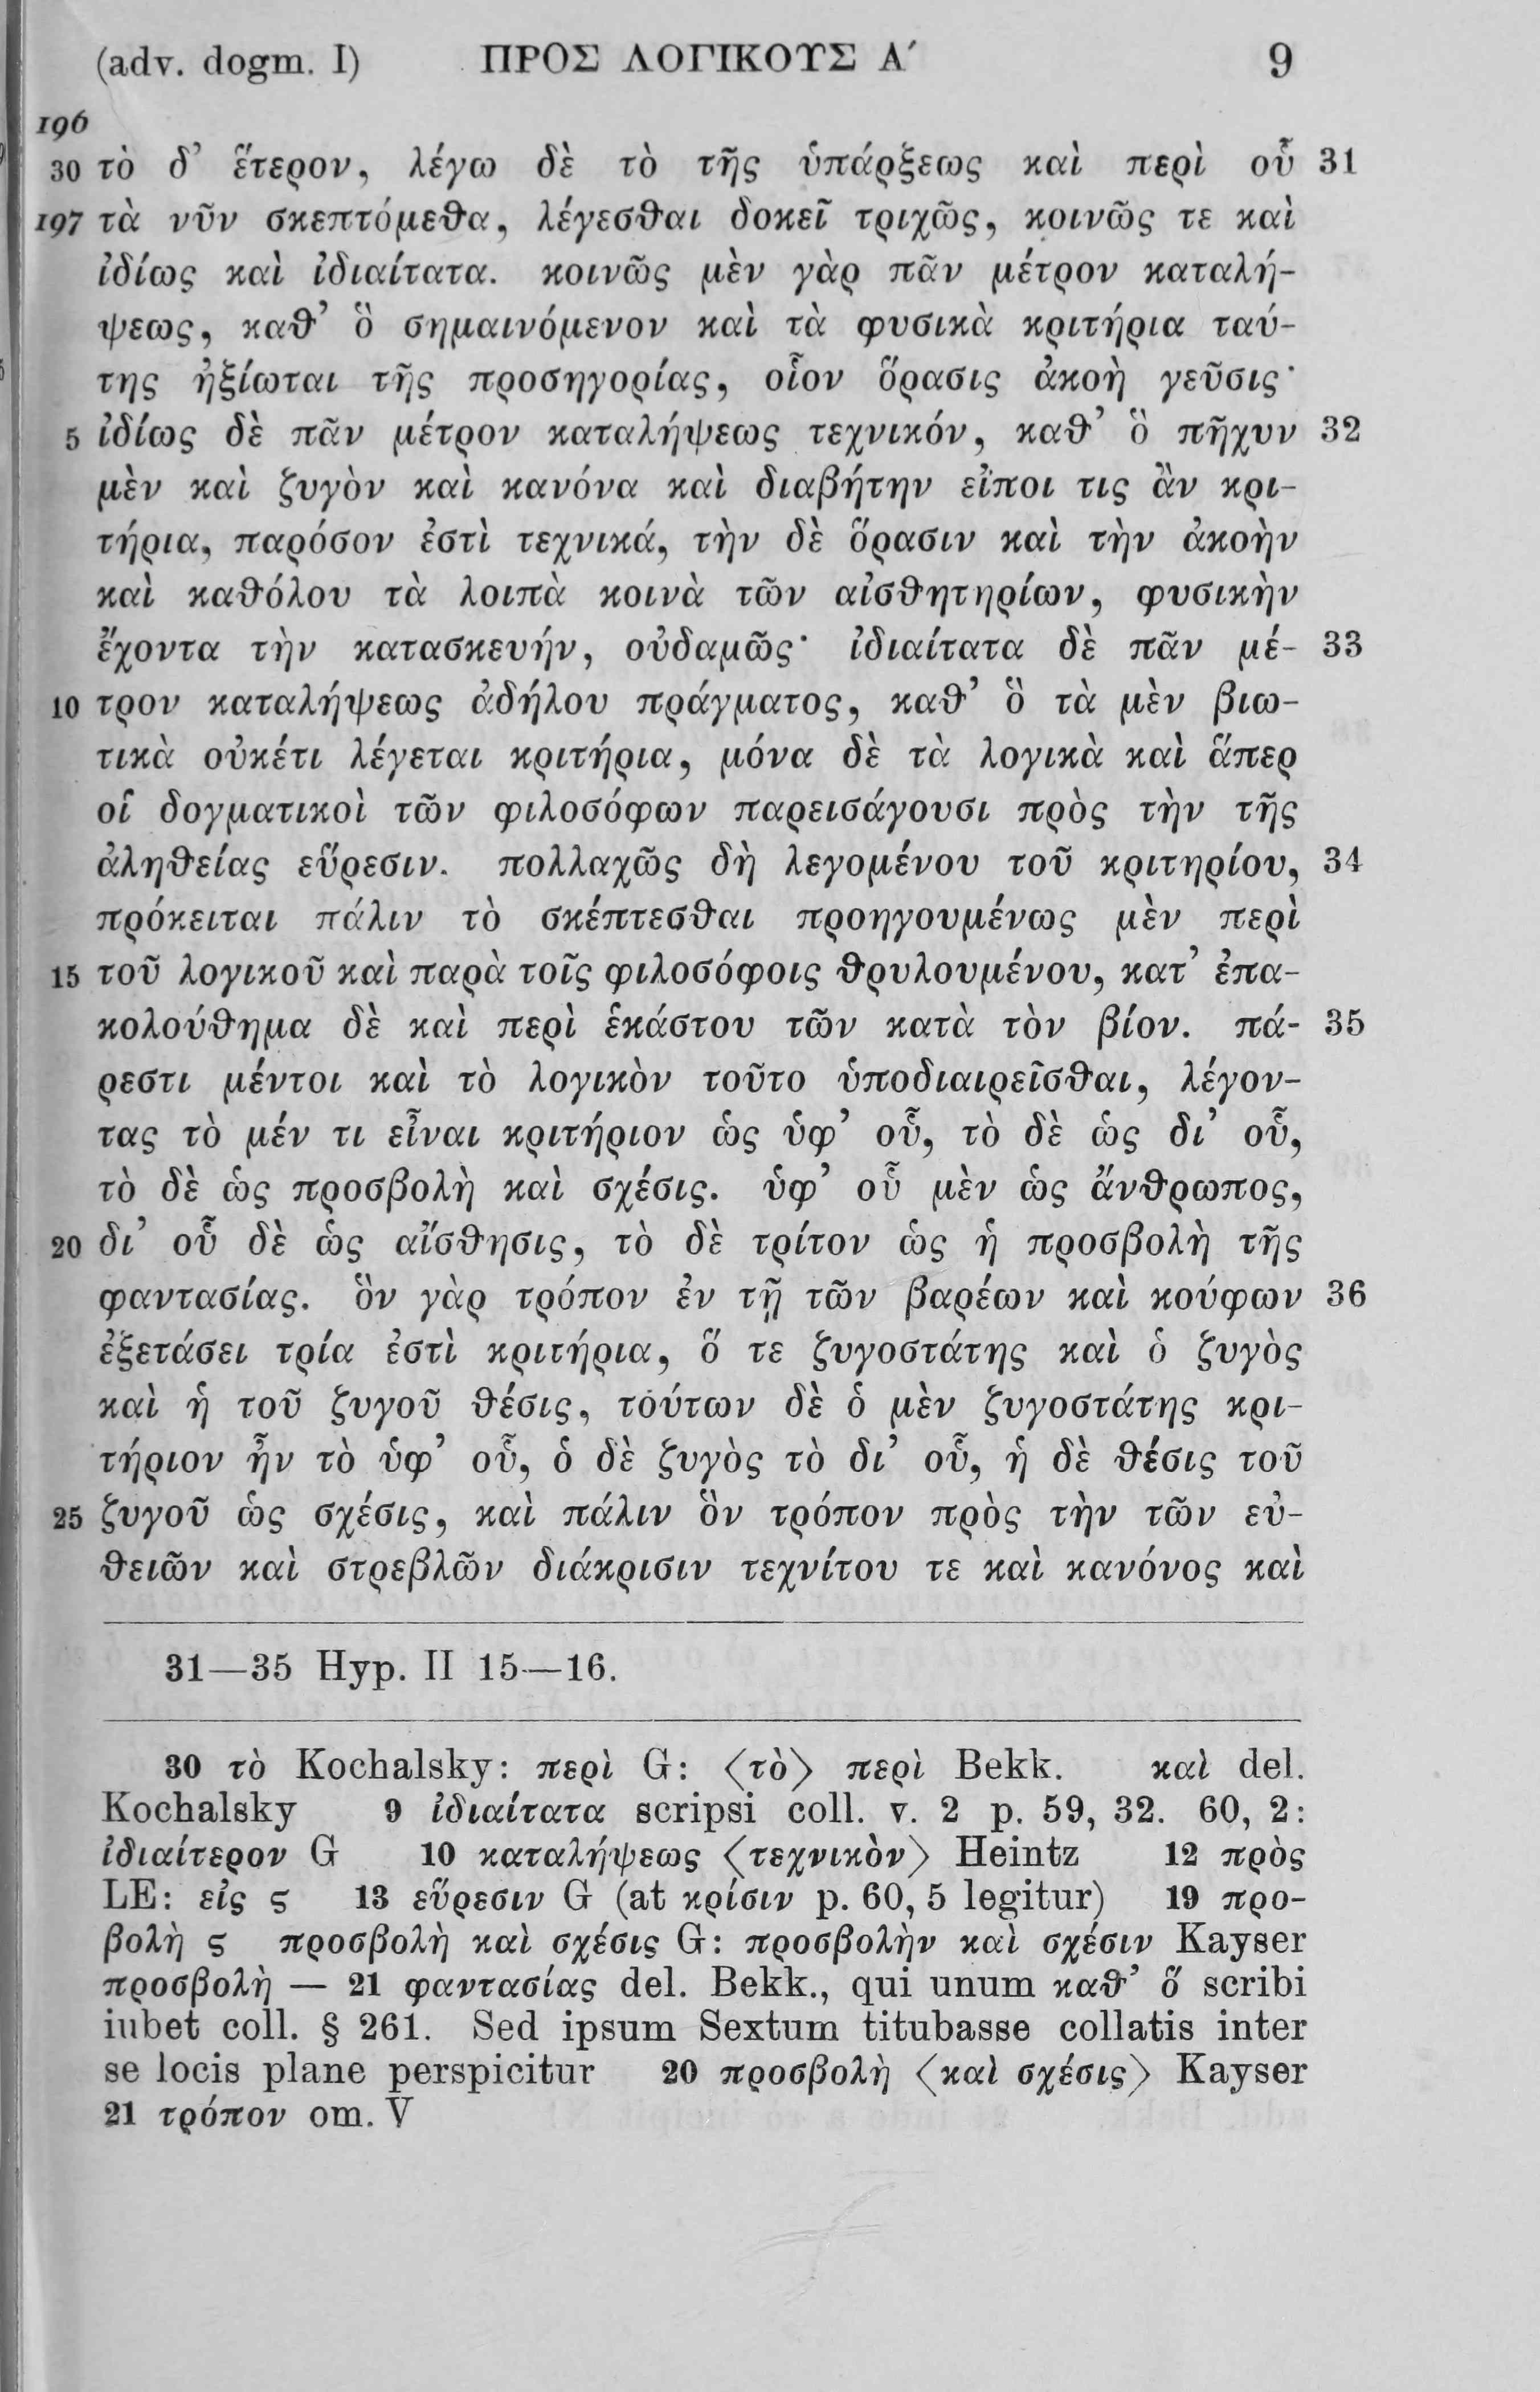 (adv. dogm. I) ΠΡΟΣ ΛΟΓΙΚΟΥΣ Α′ 9
196
30 τὸ δ’ ἕτερον, λέγω δὲ τὸ τῆς ὑπάρξεως καὶ περὶ οὗ 31
197 τὰ νῦν σκεπτόμεθα, λέγεσθαι δοκεῖ τριχῶς, κοινῶς τε καὶ
ἰδίως καὶ ἰδιαίτατα. κοινῶς μὲν γὰρ πᾶν μέτρον καταλή-
ψεως, καθ’ ὃ σημαινόμενον καὶ τὰ φυσικὰ κριτήρια ταύ-
της ἠξίωται τῆς προσηγορίας, οἷον ὅρασις ἀκοὴ γεῦσις·
5 ἰδίως δὲ πᾶν μέτρον καταλήψεως τεχνικόν, καθ’ ὃ πῆχυν 32
μὲν καὶ ζυγὸν καὶ κανόνα καὶ διαβήτην εἴποι τις ἂν κρι-
τήρια, παρόσον ἐστὶ τεχνικά, τὴν δὲ ὅρασιν καὶ τὴν ἀκοὴν
καὶ καθόλου τὰ λοιπὰ κοινὰ τῶν αἰσθητηρίων, φυσικὴν
ἔχοντα τὴν κατασκευήν, οὐδαμῶς· ἰδιαίτατα δὲ πᾶν μέ- 33
10 τρον καταλήψεως ἀδήλου πράγματος, καθ’ ὃ τὰ μὲν βιω-
τικὰ οὐκέτι λέγεται κριτήρια, μόνα δὲ τὰ λογικὰ καὶ ἅπερ
οἱ δογματικοὶ τῶν φιλοσόφων παρεισάγουσι πρὸς τὴν τῆς
ἀληθείας εὕρεσιν. πολλαχῶς δὴ λεγομένου τοῦ κριτηρίου, 34
πρόκειται πάλιν τὸ σκέπτεσθαι προηγουμένως μὲν περὶ
15 τοῦ λογικοῦ καὶ παρὰ τοῖς φιλοσόφοις θρυλουμένου, κατ’ ἐπα-
κολούθημα δὲ καὶ περὶ ἑκάστου τῶν κατὰ τὸν βίον. πά- 35
ρεστι μέντοι καὶ τὸ λογικὸν τοῦτο ὑποδιαιρεῖσθαι, λέγον-
τας τὸ μέν τι εἶναι κριτήριον ὡς ὑφ’ οὗ, τὸ δὲ ὡς δι’ οὗ,
τὸ δὲ ὡς προσβολὴ καὶ σχέσις. ὑφ’ οὗ μὲν ὡς ἄνθρωπος,
20 δι’ οὗ δὲ ὡς αἴσθησις, τὸ δὲ τρίτον ὡς ἡ προσβολὴ τῆς
φαντασίας. ὃν γὰρ τρόπον ἐν τῇ τῶν βαρέων καὶ κούφων 36
ἐξετάσει τρία ἐστὶ κριτήρια, ὅ τε ζυγοστάτης καὶ ὁ ζυγὸς
καὶ ἡ τοῦ ζυγοῦ θέσις, τούτων δὲ ὁ μὲν ζυγοστάτης κρι-
τήριον ἦν τὸ ὑφ’ οὗ, ὁ δὲ ζυγὸς τὸ δι’ οὗ, ἡ δὲ θέσις τοῦ
25 ζυγοῦ ὡς σχέσις, καὶ πάλιν ὃν τρόπον πρὸς τὴν τῶν εὐ-
θειῶν καὶ στρεβλῶν διάκρισιν τεχνίτου τε καὶ κανόνος καὶ
31—35 Hyp. II 15—16.
30 τὸ Kochalsky: περὶ G: ⟨τὸ⟩ περὶ Bekk. καὶ del.
Kochalsky 9 ἰδιαίτατα scripsi coll. v. 2 p. 59, 32. 60, 2:
ἰδιαίτερον G 10 καταλήψεως ⟨τεχνικὸν⟩ Heintz 12 πρὸς
LE: εἰς ς 13 εὕρεσιν G (at κρίσιν p. 60, 5 legitur) 19 προ-
βολὴ ς προσβολὴ καὶ σχέσις G: προσβολὴν καὶ σχέσιν Kayser
προσβολὴ — 21 φαντασίας del. Bekk., qui unum καθ’ ὅ scribi
iubet coll. § 261. Sed ipsum Sextum titubasse collatis inter
se locis plane perspicitur 20 προσβολὴ ⟨καὶ σχέσις⟩ Kayser
21 τρόπον om. V